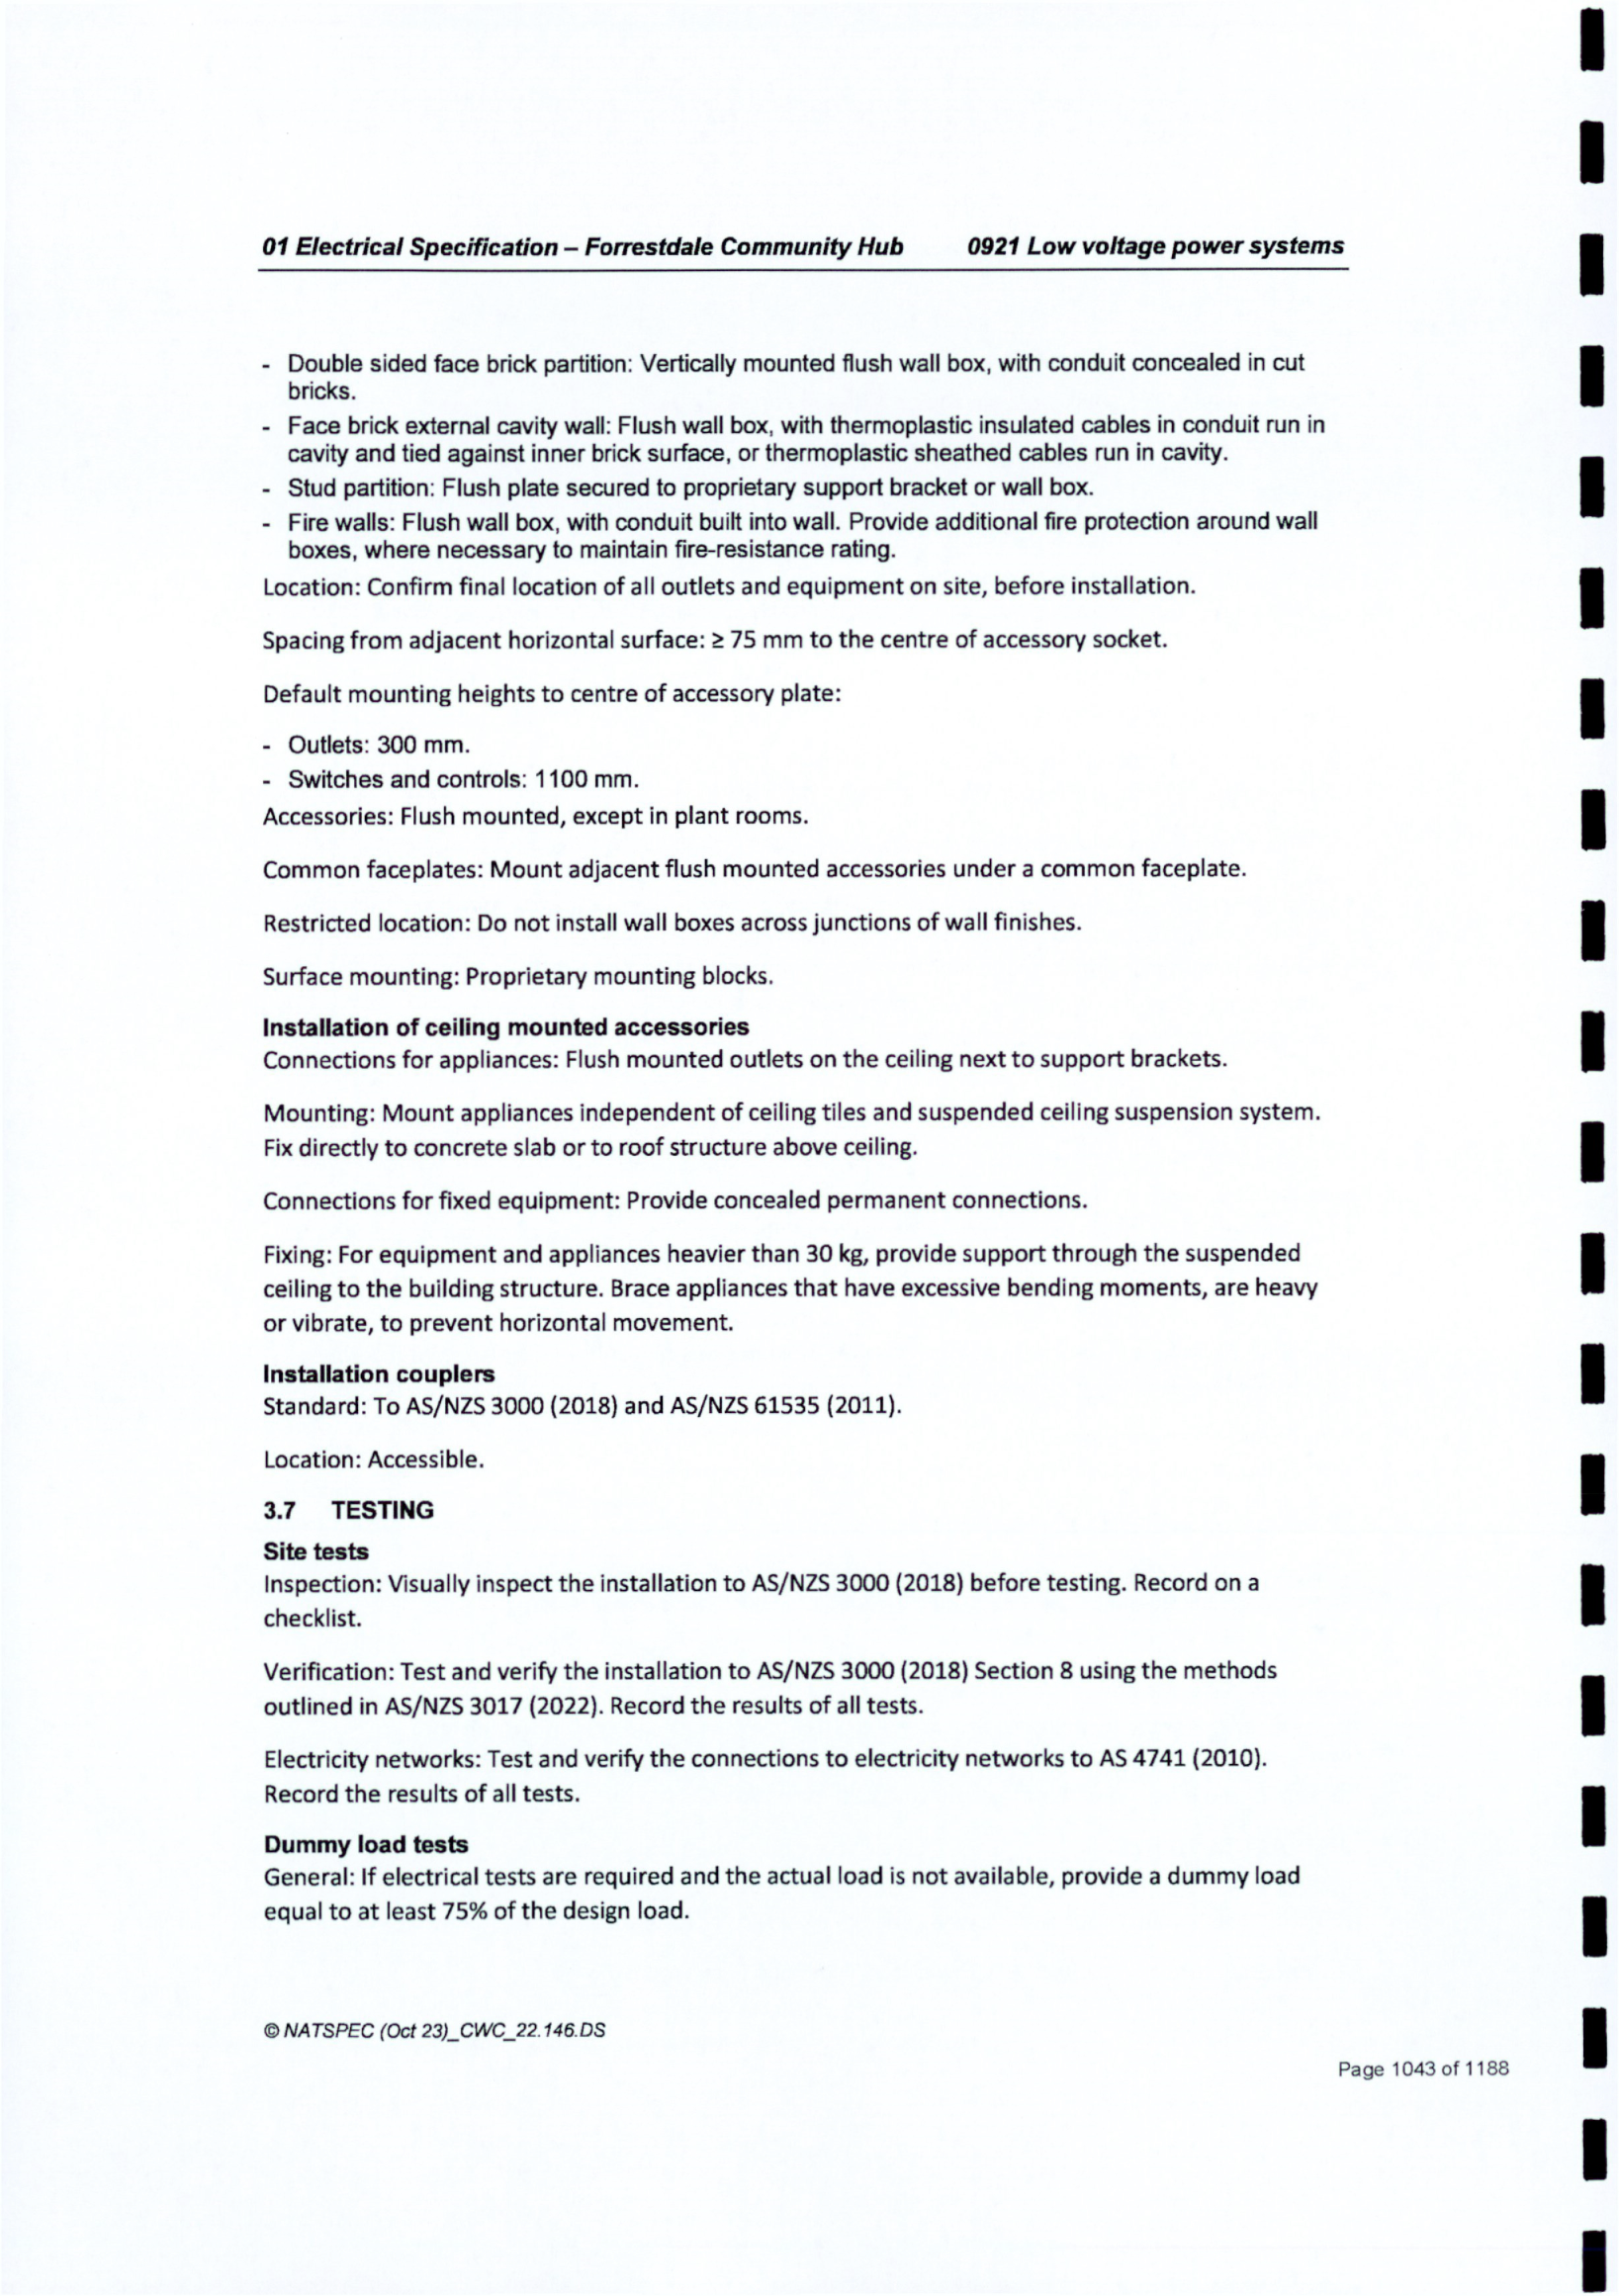 01 Electrical Specification – Forrestdale Community Hub 0921 Low voltage power systems
- Double sided face brick partition: Vertically mounted flush wall box, with conduit concealed in cut
bricks.
- Face brick external cavity wall: Flush wall box, with thermoplastic insulated cables in conduit run in
cavity and tied against inner brick surface, or thermoplastic sheathed cables run in cavity.
- Stud partition: Flush plate secured to proprietary support bracket or wall box.
- Fire walls: Flush wall box, with conduit built into wall. Provide additional fire protection around wall
boxes, where necessary to maintain fire-resistance rating.
Location: Confirm final location of all outlets and equipment on site, before installation.
Spacing from adjacent horizontal surface: ≥ 75 mm to the centre of accessory socket.
Default mounting heights to centre of accessory plate:
- Outlets: 300 mm.
- Switches and controls: 1100 mm.
Accessories: Flush mounted, except in plant rooms.
Common faceplates: Mount adjacent flush mounted accessories under a common faceplate.
Restricted location: Do not install wall boxes across junctions of wall finishes.
Surface mounting: Proprietary mounting blocks.
Installation of ceiling mounted accessories
Connections for appliances: Flush mounted outlets on the ceiling next to support brackets.
Mounting: Mount appliances independent of ceiling tiles and suspended ceiling suspension system.
Fix directly to concrete slab or to roof structure above ceiling.
Connections for fixed equipment: Provide concealed permanent connections.
Fixing: For equipment and appliances heavier than 30 kg, provide support through the suspended
ceiling to the building structure. Brace appliances that have excessive bending moments, are heavy
or vibrate, to prevent horizontal movement.
Installation couplers
Standard: To AS/NZS 3000 (2018) and AS/NZS 61535 (2011).
Location: Accessible.
3.7 TESTING
Site tests
Inspection: Visually inspect the installation to AS/NZS 3000 (2018) before testing. Record on a
checklist.
Verification: Test and verify the installation to AS/NZS 3000 (2018) Section 8 using the methods
outlined in AS/NZS 3017 (2022). Record the results of all tests.
Electricity networks: Test and verify the connections to electricity networks to AS 4741 (2010).
Record the results of all tests.
Dummy load tests
General: If electrical tests are required and the actual load is not available, provide a dummy load
equal to at least 75% of the design load.
© NATSPEC (Oct 23)_CWC_22.146.DS
Page 1043 of 1188